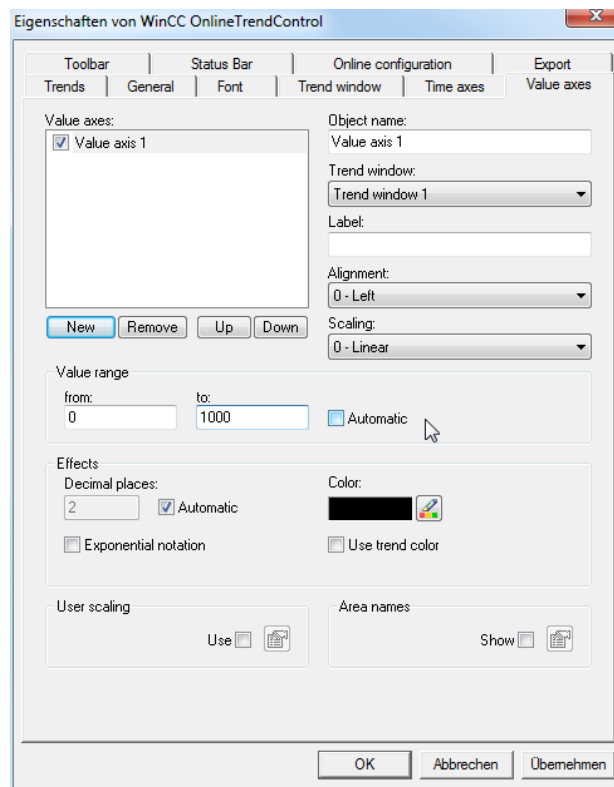 Eigenschaften von WinCC OnlineTrendControl
Toolbar Status Bar Online configuration Export
Trends General Font Trend window Time axes Value axes
Value axes:
Value axis 1
New Remove Up Down
Object name:
Value axis 1
Trend window:
Trend window 1
Label:
Alignment:
0 - Left
Scaling:
0 - Linear
Value range
from: to:
0 1000 Automatic
Effects
Decimal places:
2 Automatic
Exponential notation
Color:
Use trend color
User scaling
Use
Area names
Show
OK Abbrechen Übernehmen